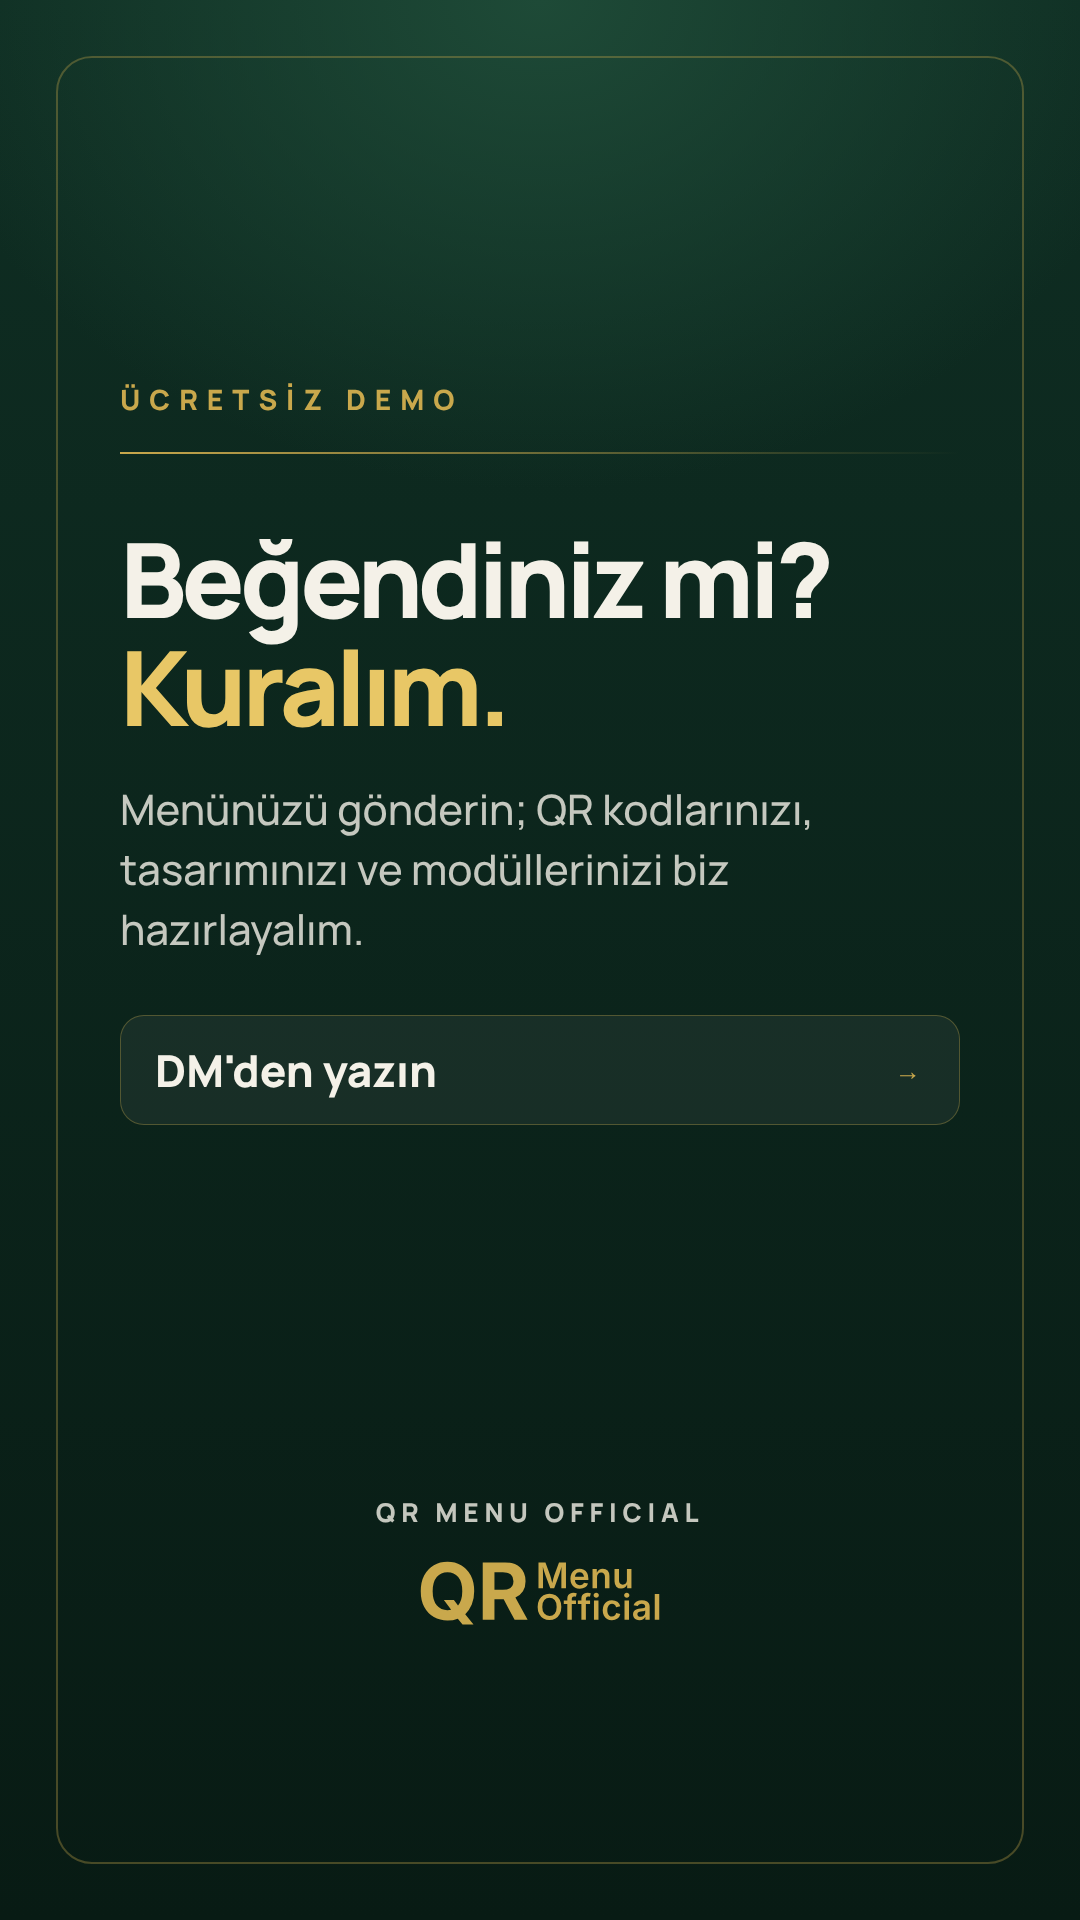 ÜCRETSİZ DEMO
Beğendiniz mi?
Kuralım.
Menünüzü gönderin; QR kodlarınızı,
tasarımınızı ve modüllerinizi biz
hazırlayalım.
DM'den yazın →
QR MENU OFFICIAL
QR Menu
Official